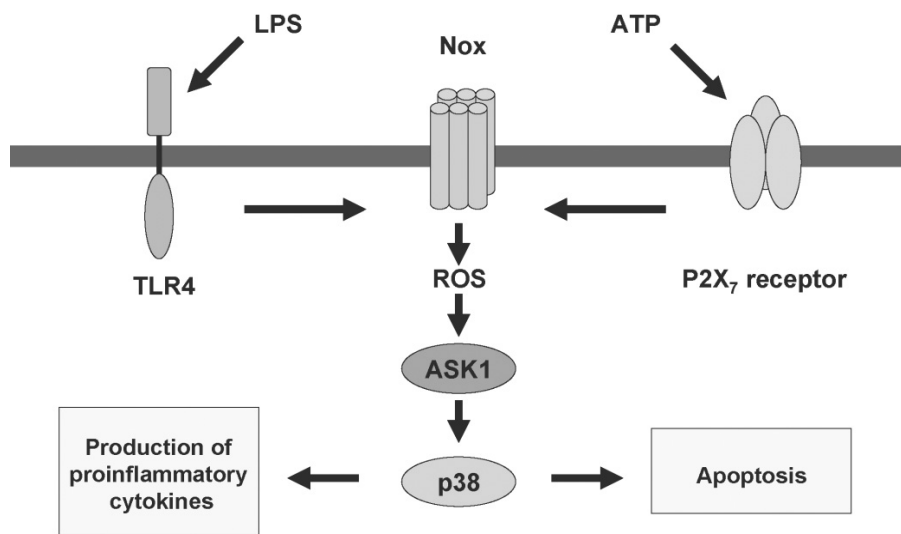 LPS
Nox
ATP
TLR4
ROS
P2X₇ receptor
ASK1
Production of
proinflammatory
cytokines
p38
Apoptosis